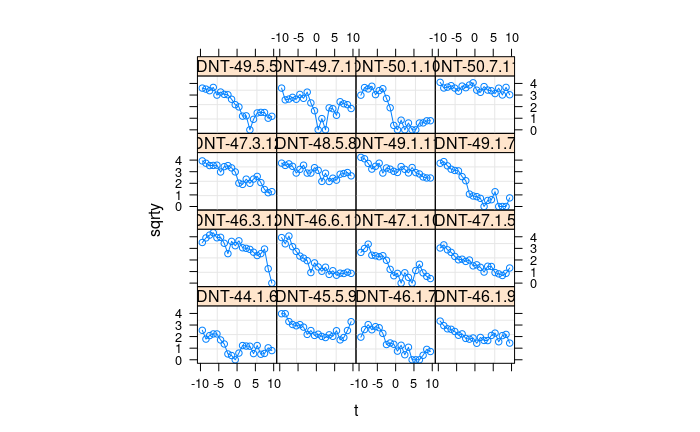 -10 -5 0 5 10
DNT-49.5.5 DNT-49.7.1 DNT-50.1.10 DNT-50.7.1
4
3
2
1
0
DNT-47.3.1 DNT-48.5.8 DNT-49.1.1 DNT-49.1.7
4
3
2
1
0
sqrty
DNT-46.3.1 DNT-46.6.1 DNT-47.1.10 DNT-47.1.5
4
3
2
1
0
DNT-44.1.6 DNT-45.5.9 DNT-46.1.7 DNT-46.1.9
4
3
2
1
0
-10 -5 0 5 10 -10 -5 0 5 10
t